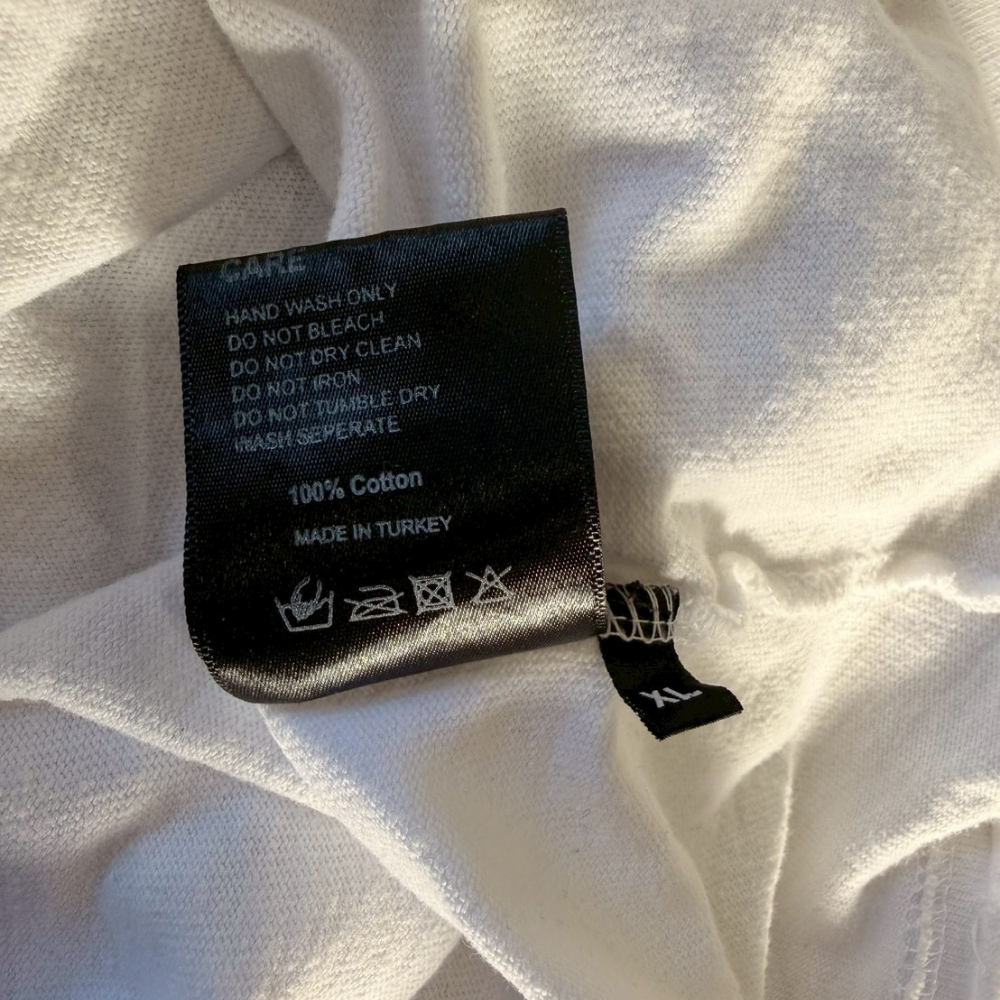 CARE
HAND WASH ONLY
DO NOT BLEACH
DO NOT DRY CLEAN
DO NOT IRON
DO NOT TUMBLE DRY
WASH SEPERATE
100% Cotton
MADE IN TURKEY
XL